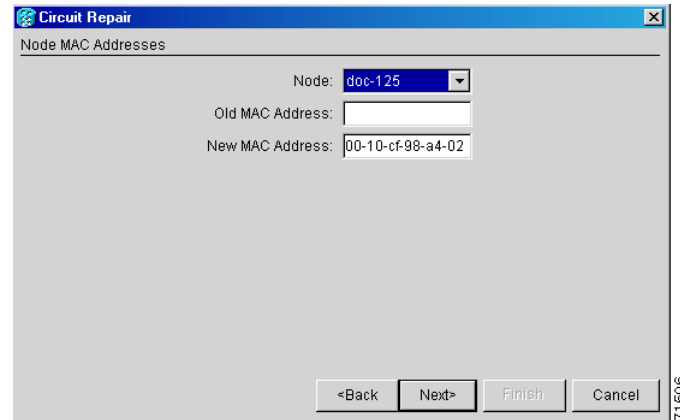 Circuit Repair
Node MAC Addresses
Node: doc-125
Old MAC Address:
New MAC Address: 00-10-cf-98-a4-02
<Back Next> Finish Cancel